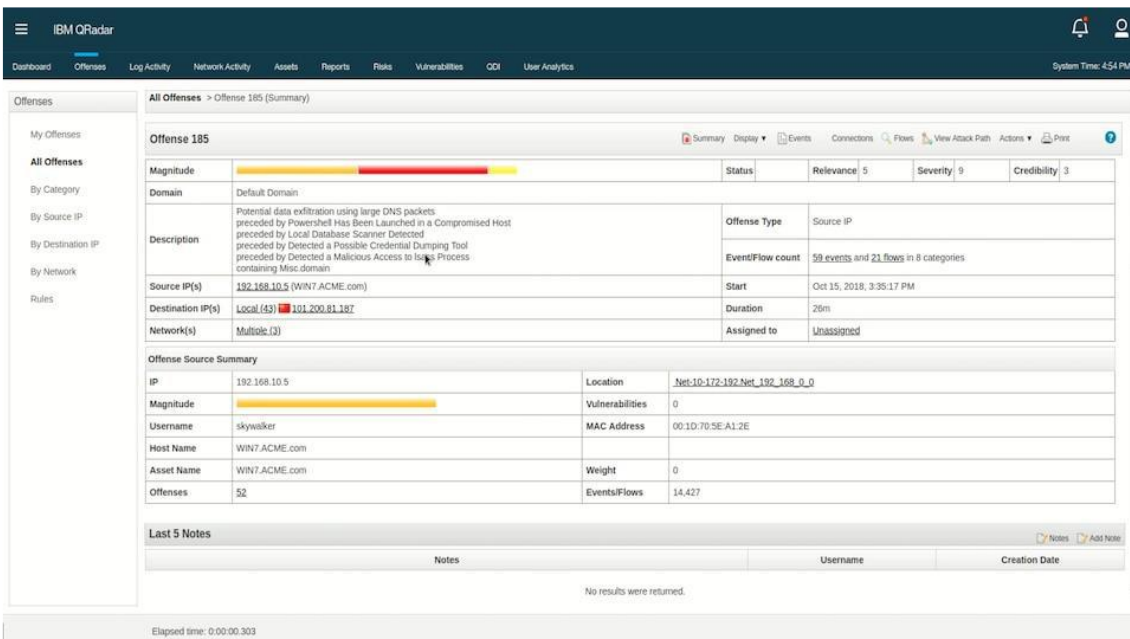 IBM QRadar
Dashboard Offenses Log Activity Network Activity Assets Reports Risks Vulnerabilities QDI User Analytics System Time: 4:54 PM
Offenses
My Offenses
All Offenses
By Category
By Source IP
By Destination IP
By Network
Rules
All Offenses > Offense 185 (Summary)
Offense 185 Summary Display Events Connections Flows View Attack Path Actions Print
Magnitude Status Relevance 5 Severity 9 Credibility 3
Domain Default Domain
Description
Potential data exfiltration using large DNS packets
preceded by Powershell Has Been Launched in a Compromised Host
preceded by Local Database Scanner Detected
preceded by Detected a Possible Credential Dumping Tool
preceded by Detected a Malicious Access to Process
containing Misc.domain
Offense Type Source IP
Event/Flow count 59 events and 21 flows in 8 categories
Source IP(s) 192.168.10.5 (WIN7.ACME.com) Start Oct 15, 2018, 3:35:17 PM
Destination IP(s) Local (43) 101.200.81.187 Duration 26m
Network(s) Multiple (3) Assigned to Unassigned
Offense Source Summary
IP 192.168.10.5 Location Net-10-172-192.Net_192_168_0_0
Magnitude Vulnerabilities 0
Username skywalker MAC Address 00:1D:70:5E:A1:2E
Host Name WIN7.ACME.com
Asset Name WIN7.ACME.com Weight 0
Offenses 52 Events/Flows 14,427
Last 5 Notes Notes Add Note
Notes Username Creation Date
No results were returned.
Elapsed time: 0:00:00.303